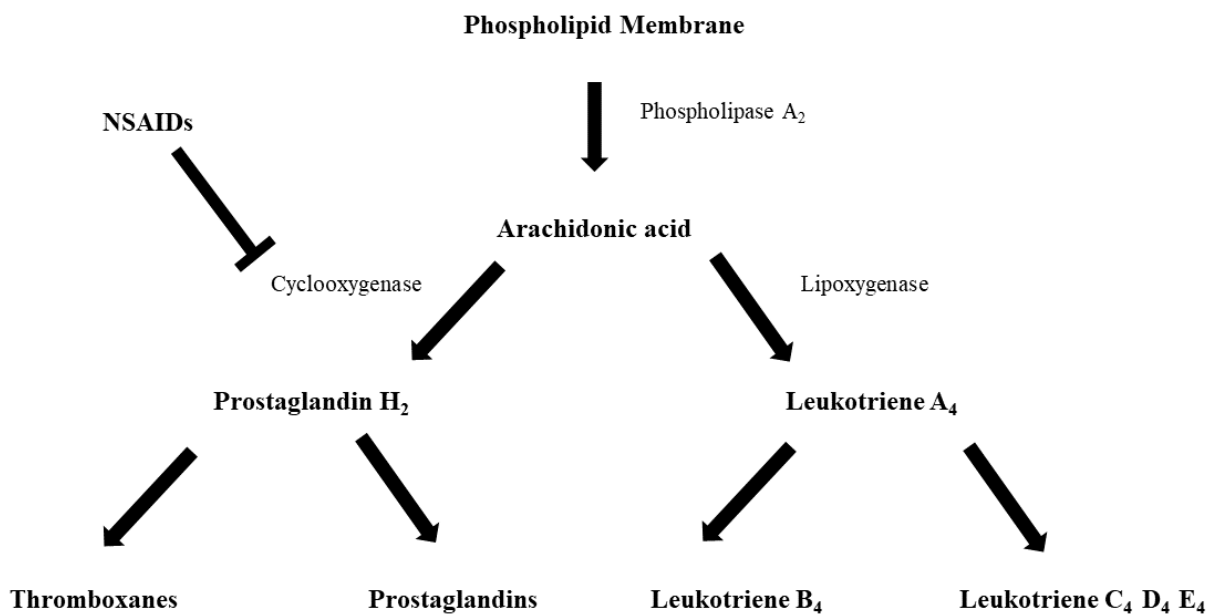 Phospholipid Membrane
Phospholipase A₂
NSAIDs
Arachidonic acid
Cyclooxygenase
Lipoxygenase
Prostaglandin H₂
Leukotriene A₄
Thromboxanes
Prostaglandins
Leukotriene B₄
Leukotriene C₄ D₄ E₄